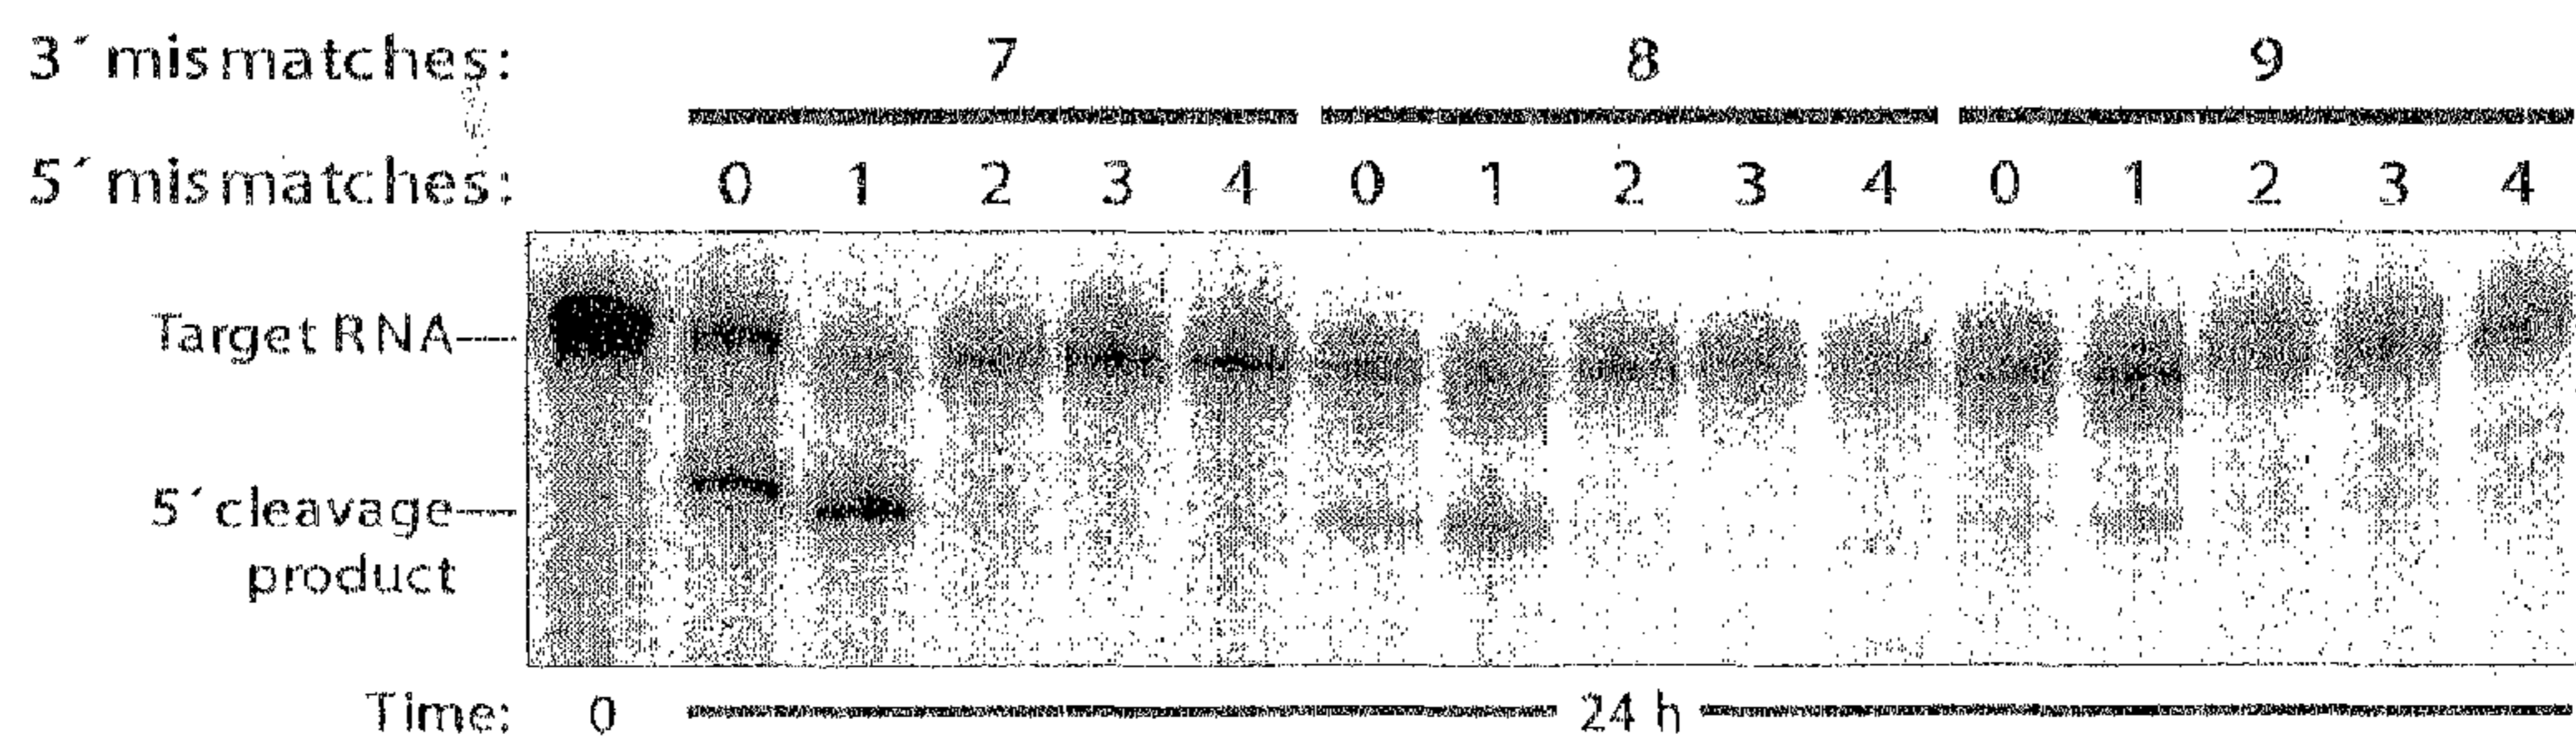 3´ mismatches: 7 8 9
5´ mismatches: 0 1 2 3 4 0 1 2 3 4 0 1 2 3 4
Target RNA
5´ cleavage
product
Time: 0 24 h